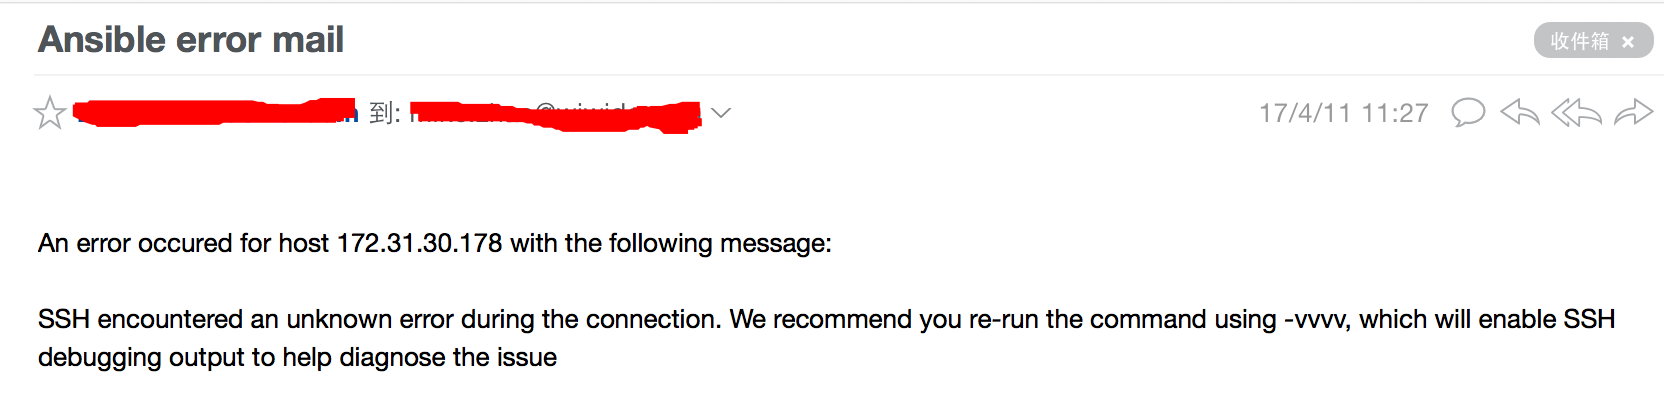 Ansible error mail
收件箱 ×
到:
17/4/11 11:27
An error occured for host 172.31.30.178 with the following message:
SSH encountered an unknown error during the connection. We recommend you re-run the command using -vvvv, which will enable SSH
debugging output to help diagnose the issue